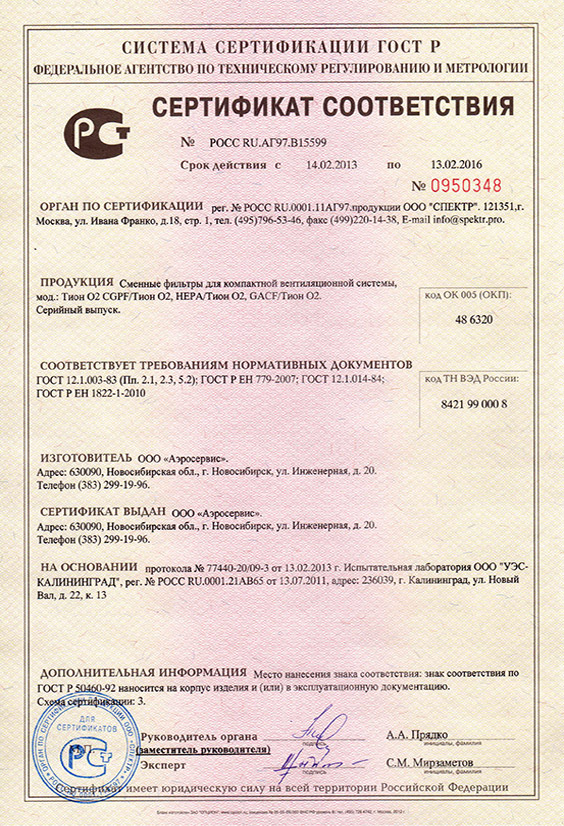 СИСТЕМА СЕРТИФИКАЦИИ ГОСТ Р
ФЕДЕРАЛЬНОЕ АГЕНТСТВО ПО ТЕХНИЧЕСКОМУ РЕГУЛИРОВАНИЮ И МЕТРОЛОГИИ
СЕРТИФИКАТ СООТВЕТСТВИЯ
№ РОСС RU.АГ97.В15599
Срок действия с 14.02.2013 по 13.02.2016
№ 0950348
ОРГАН ПО СЕРТИФИКАЦИИ рег. № РОСС RU.0001.11АГ97.продукции ООО "СПЕКТР". 121351,г.
Москва, ул. Ивана Франко, д.18, стр. 1, тел. (495)796-53-46, факс (499)220-14-38, E-mail info@spektr.pro.
ПРОДУКЦИЯ Сменные фильтры для компактной вентиляционной системы,
мод.: Тион О2 CGPF/Тион О2, HEPA/Тион О2, GACF/Тион О2.
Серийный выпуск.
код ОК 005 (ОКП):
48 6320
СООТВЕТСТВУЕТ ТРЕБОВАНИЯМ НОРМАТИВНЫХ ДОКУМЕНТОВ
ГОСТ 12.1.003-83 (Пп. 2.1, 2.3, 5.2); ГОСТ Р ЕН 779-2007; ГОСТ 12.1.014-84;
ГОСТ Р ЕН 1822-1-2010
код ТН ВЭД России:
8421 99 000 8
ИЗГОТОВИТЕЛЬ ООО «Аэросервис».
Адрес: 630090, Новосибирская обл., г. Новосибирск, ул. Инженерная, д. 20.
Телефон (383) 299-19-96.
СЕРТИФИКАТ ВЫДАН ООО «Аэросервис».
Адрес: 630090, Новосибирская обл., г. Новосибирск, ул. Инженерная, д. 20.
Телефон (383) 299-19-96.
НА ОСНОВАНИИ протокола № 77440-20/09-3 от 13.02.2013 г. Испытательная лаборатория ООО "УЭС-
КАЛИНИНГРАД", рег. № РОСС RU.0001.21АВ65 от 13.07.2011, адрес: 236039, г. Калининград, ул. Новый
Вал, д. 22, к. 13
ДОПОЛНИТЕЛЬНАЯ ИНФОРМАЦИЯ Место нанесения знака соответствия: знак соответствия по
ГОСТ Р 50460-92 наносится на корпус изделия и (или) в эксплуатационную документацию.
Схема сертификации: 3.
ДЛЯ
СЕРТИФИКАТОВ
М.П.
Руководитель органа
(заместитель руководителя)
подпись
А.А. Прядко
инициалы, фамилия
Эксперт
подпись
С.М. Мирзаметов
инициалы, фамилия
Сертификат имеет юридическую силу на всей территории Российской Федерации